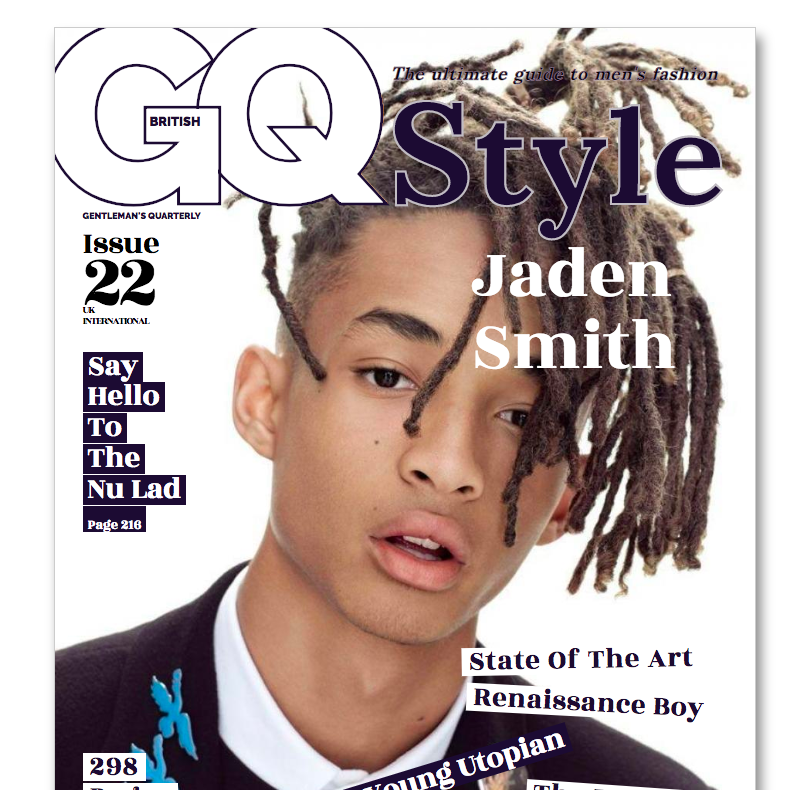 GQ
BRITISH
The ultimate guide to men's fashion
Style
GENTLEMAN'S QUARTERLY
Issue
22
UK
INTERNATIONAL
Jaden
Smith
Say
Hello
To
The
Nu Lad
Page 216
State Of The Art
Renaissance Boy
Young Utopian
298